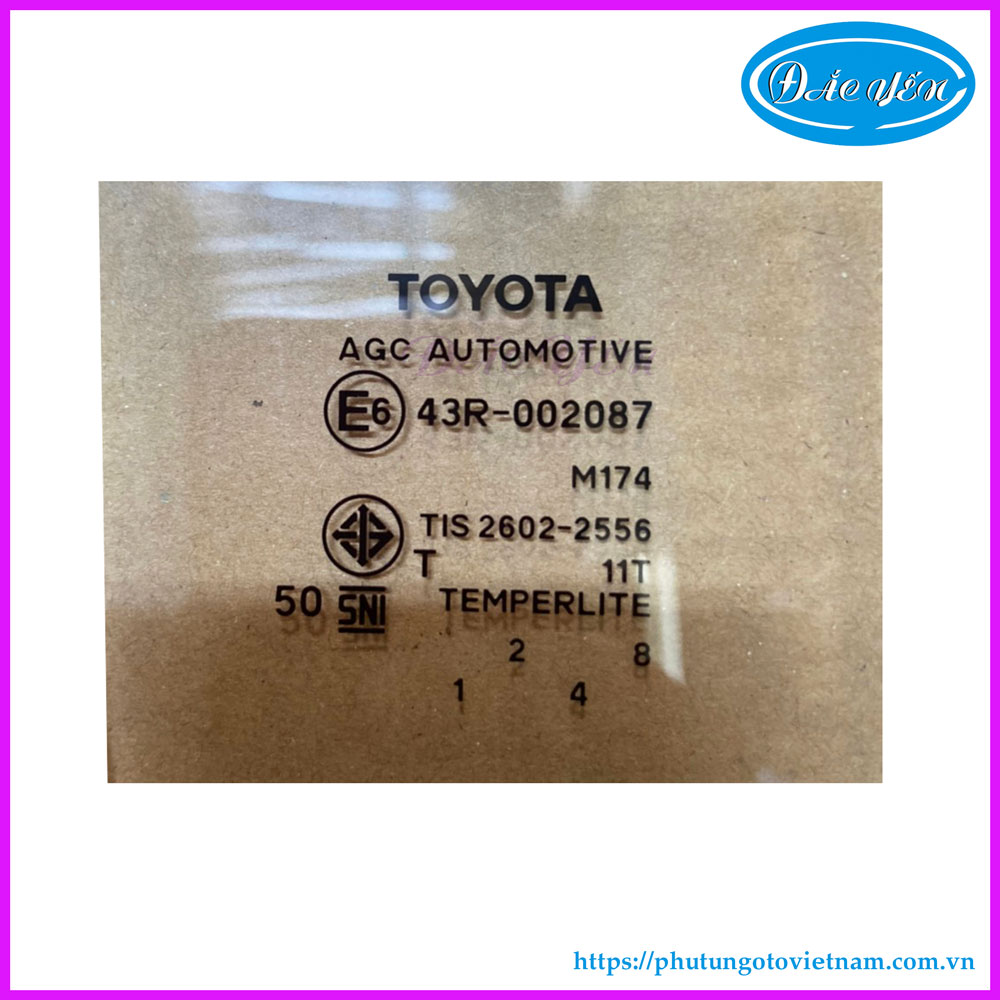 ĐẮC YẾN
TOYOTA
AGC AUTOMOTIVE
E6 43R-002087
M174
TIS 2602-2556
T 11T
50 SNI TEMPERLITE
2 8
1 4
https://phutungotovietnam.com.vn